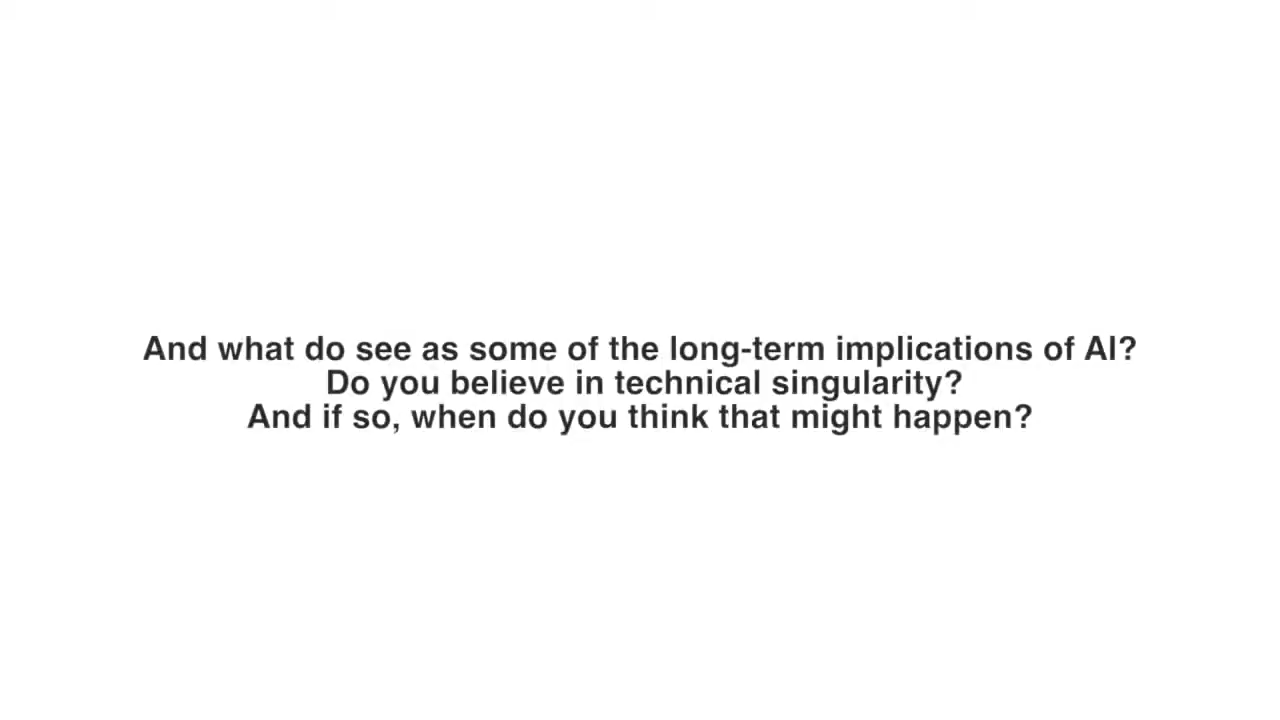 And what do see as some of the long-term implications of AI?
Do you believe in technical singularity?
And if so, when do you think that might happen?